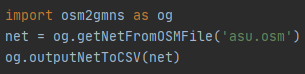 import osm2gmns as og
net = og.getNetFromOSMFile('asu.osm')
og.outputNetToCSV(net)